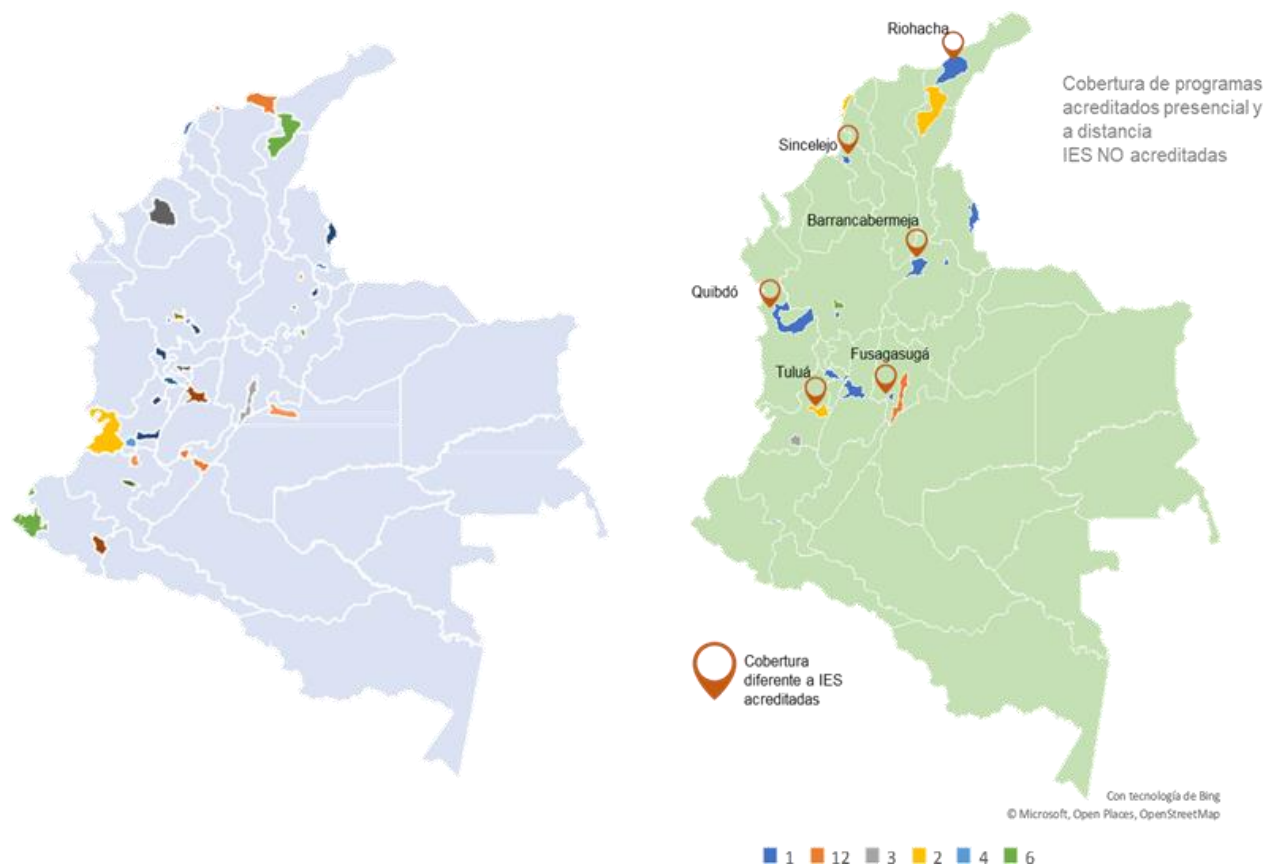 Riohacha
Cobertura de programas
acreditados presencial y
a distancia
IES NO acreditadas
Sincelejo
Barrancabermeja
Quibdó
Fusagasugá
Tuluá
Cobertura
diferente a IES
acreditadas
Con tecnología de Bing
© Microsoft, Open Places, OpenStreetMap
1 12 3 2 4 6